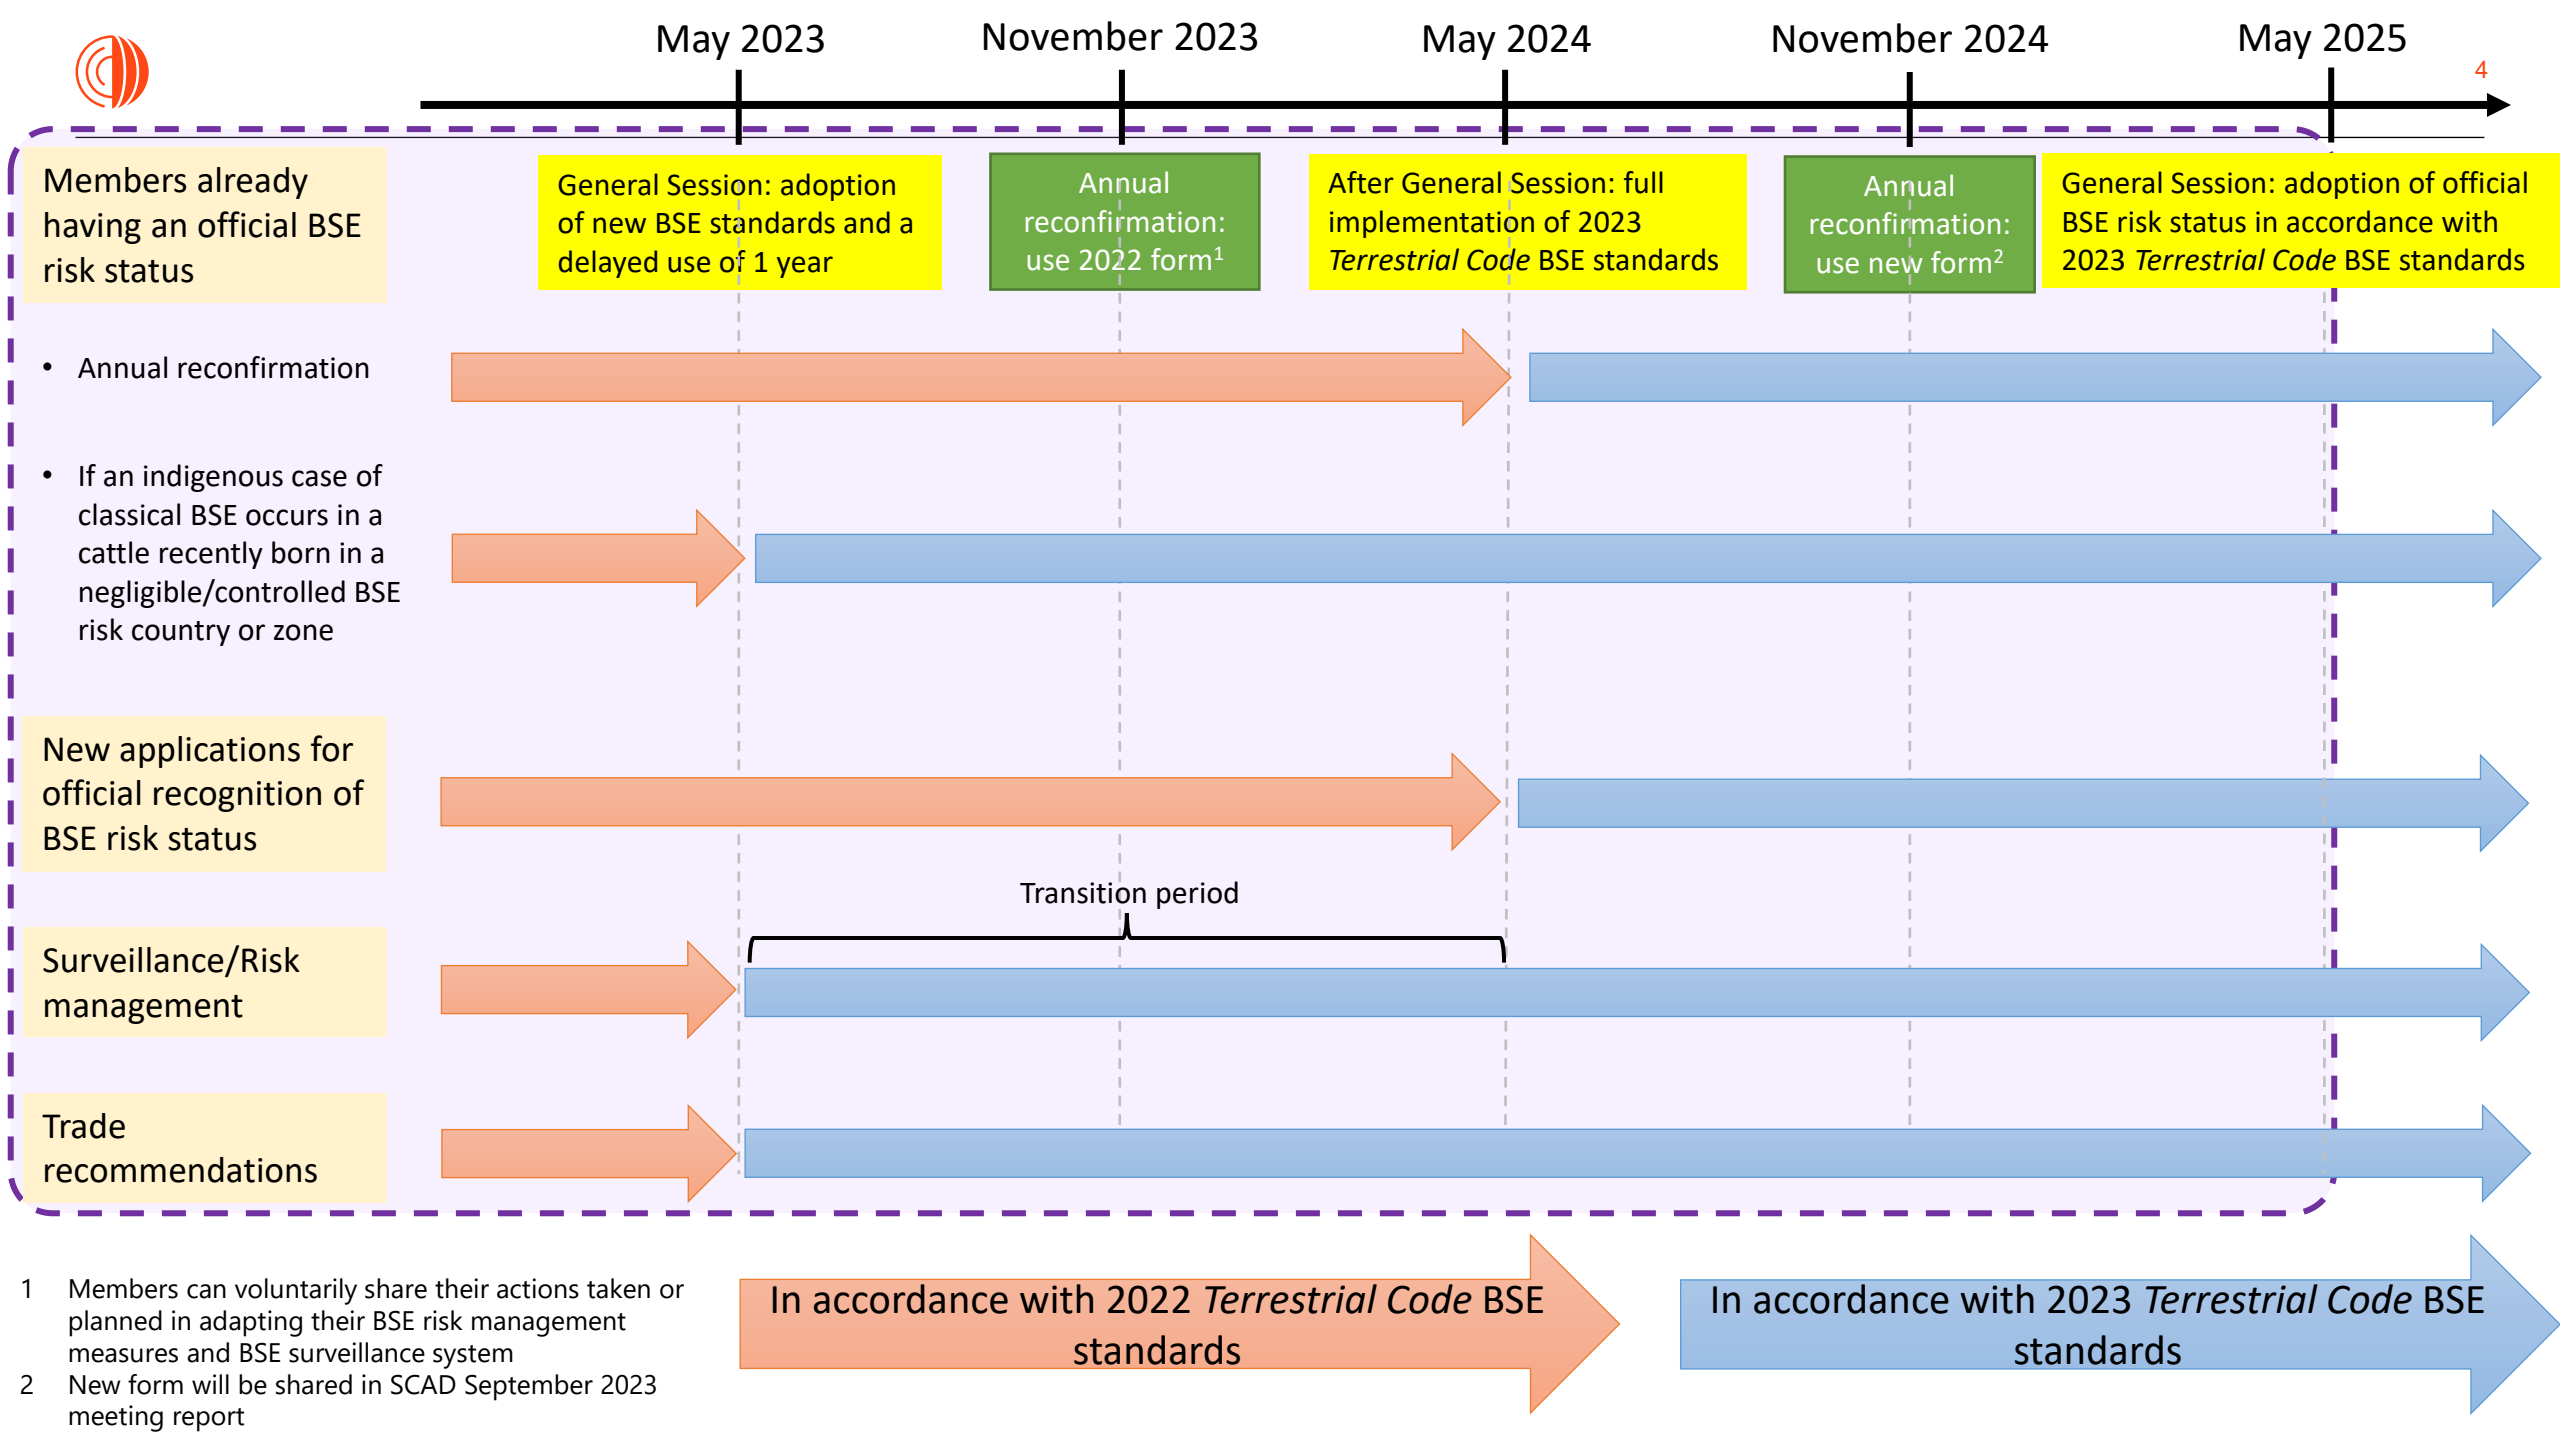 May 2023
November 2023
May 2024
November 2024
May 2025
4
Members already
having an official BSE
risk status
General Session: adoption
of new BSE standards and a
delayed use of 1 year
Annual
reconfirmation:
use 2022 form1
After General Session: full
implementation of 2023
Terrestrial Code BSE standards
Annual
reconfirmation:
use new form2
General Session: adoption of official
BSE risk status in accordance with
2023 Terrestrial Code BSE standards
• Annual reconfirmation
• If an indigenous case of
classical BSE occurs in a
cattle recently born in a
negligible/controlled BSE
risk country or zone
New applications for
official recognition of
BSE risk status
Transition period
Surveillance/Risk
management
Trade
recommendations
1 Members can voluntarily share their actions taken or
planned in adapting their BSE risk management
measures and BSE surveillance system
2 New form will be shared in SCAD September 2023
meeting report
In accordance with 2022 Terrestrial Code BSE
standards
In accordance with 2023 Terrestrial Code BSE
standards